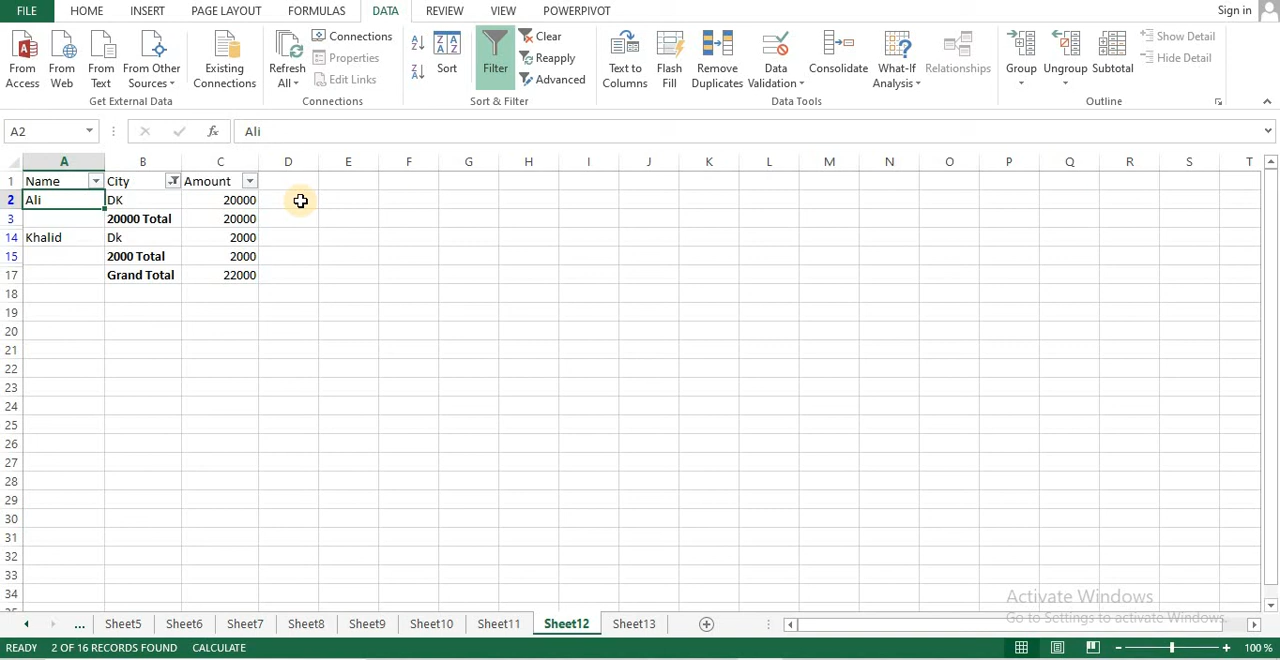 FILE HOME INSERT PAGE LAYOUT FORMULAS DATA REVIEW VIEW POWERPIVOT Sign in
From Access
From Web
From Text
From Other Sources
Get External Data
Existing Connections
Refresh All
Connections
Properties
Edit Links
Connections
Sort
Filter
Clear
Reapply
Advanced
Sort & Filter
Text to Columns
Flash Fill
Remove Duplicates
Data Validation
Consolidate
What-If Analysis
Relationships
Data Tools
Group
Ungroup
Subtotal
Show Detail
Hide Detail
Outline
A2 fx Ali
A B C D E F G H I J K L M N O P Q R S T
1 Name City Amount
2 Ali DK 20000
3 20000 Total 20000
14 Khalid Dk 2000
15 2000 Total 2000
17 Grand Total 22000
18
19
20
21
22
23
24
25
26
27
28
29
30
31
32
33
34
Activate Windows
Go to Settings to activate Windows.
... Sheet5 Sheet6 Sheet7 Sheet8 Sheet12 Sheet13
READY 2 OF 16 RECORDS FOUND CALCULATE 100 %